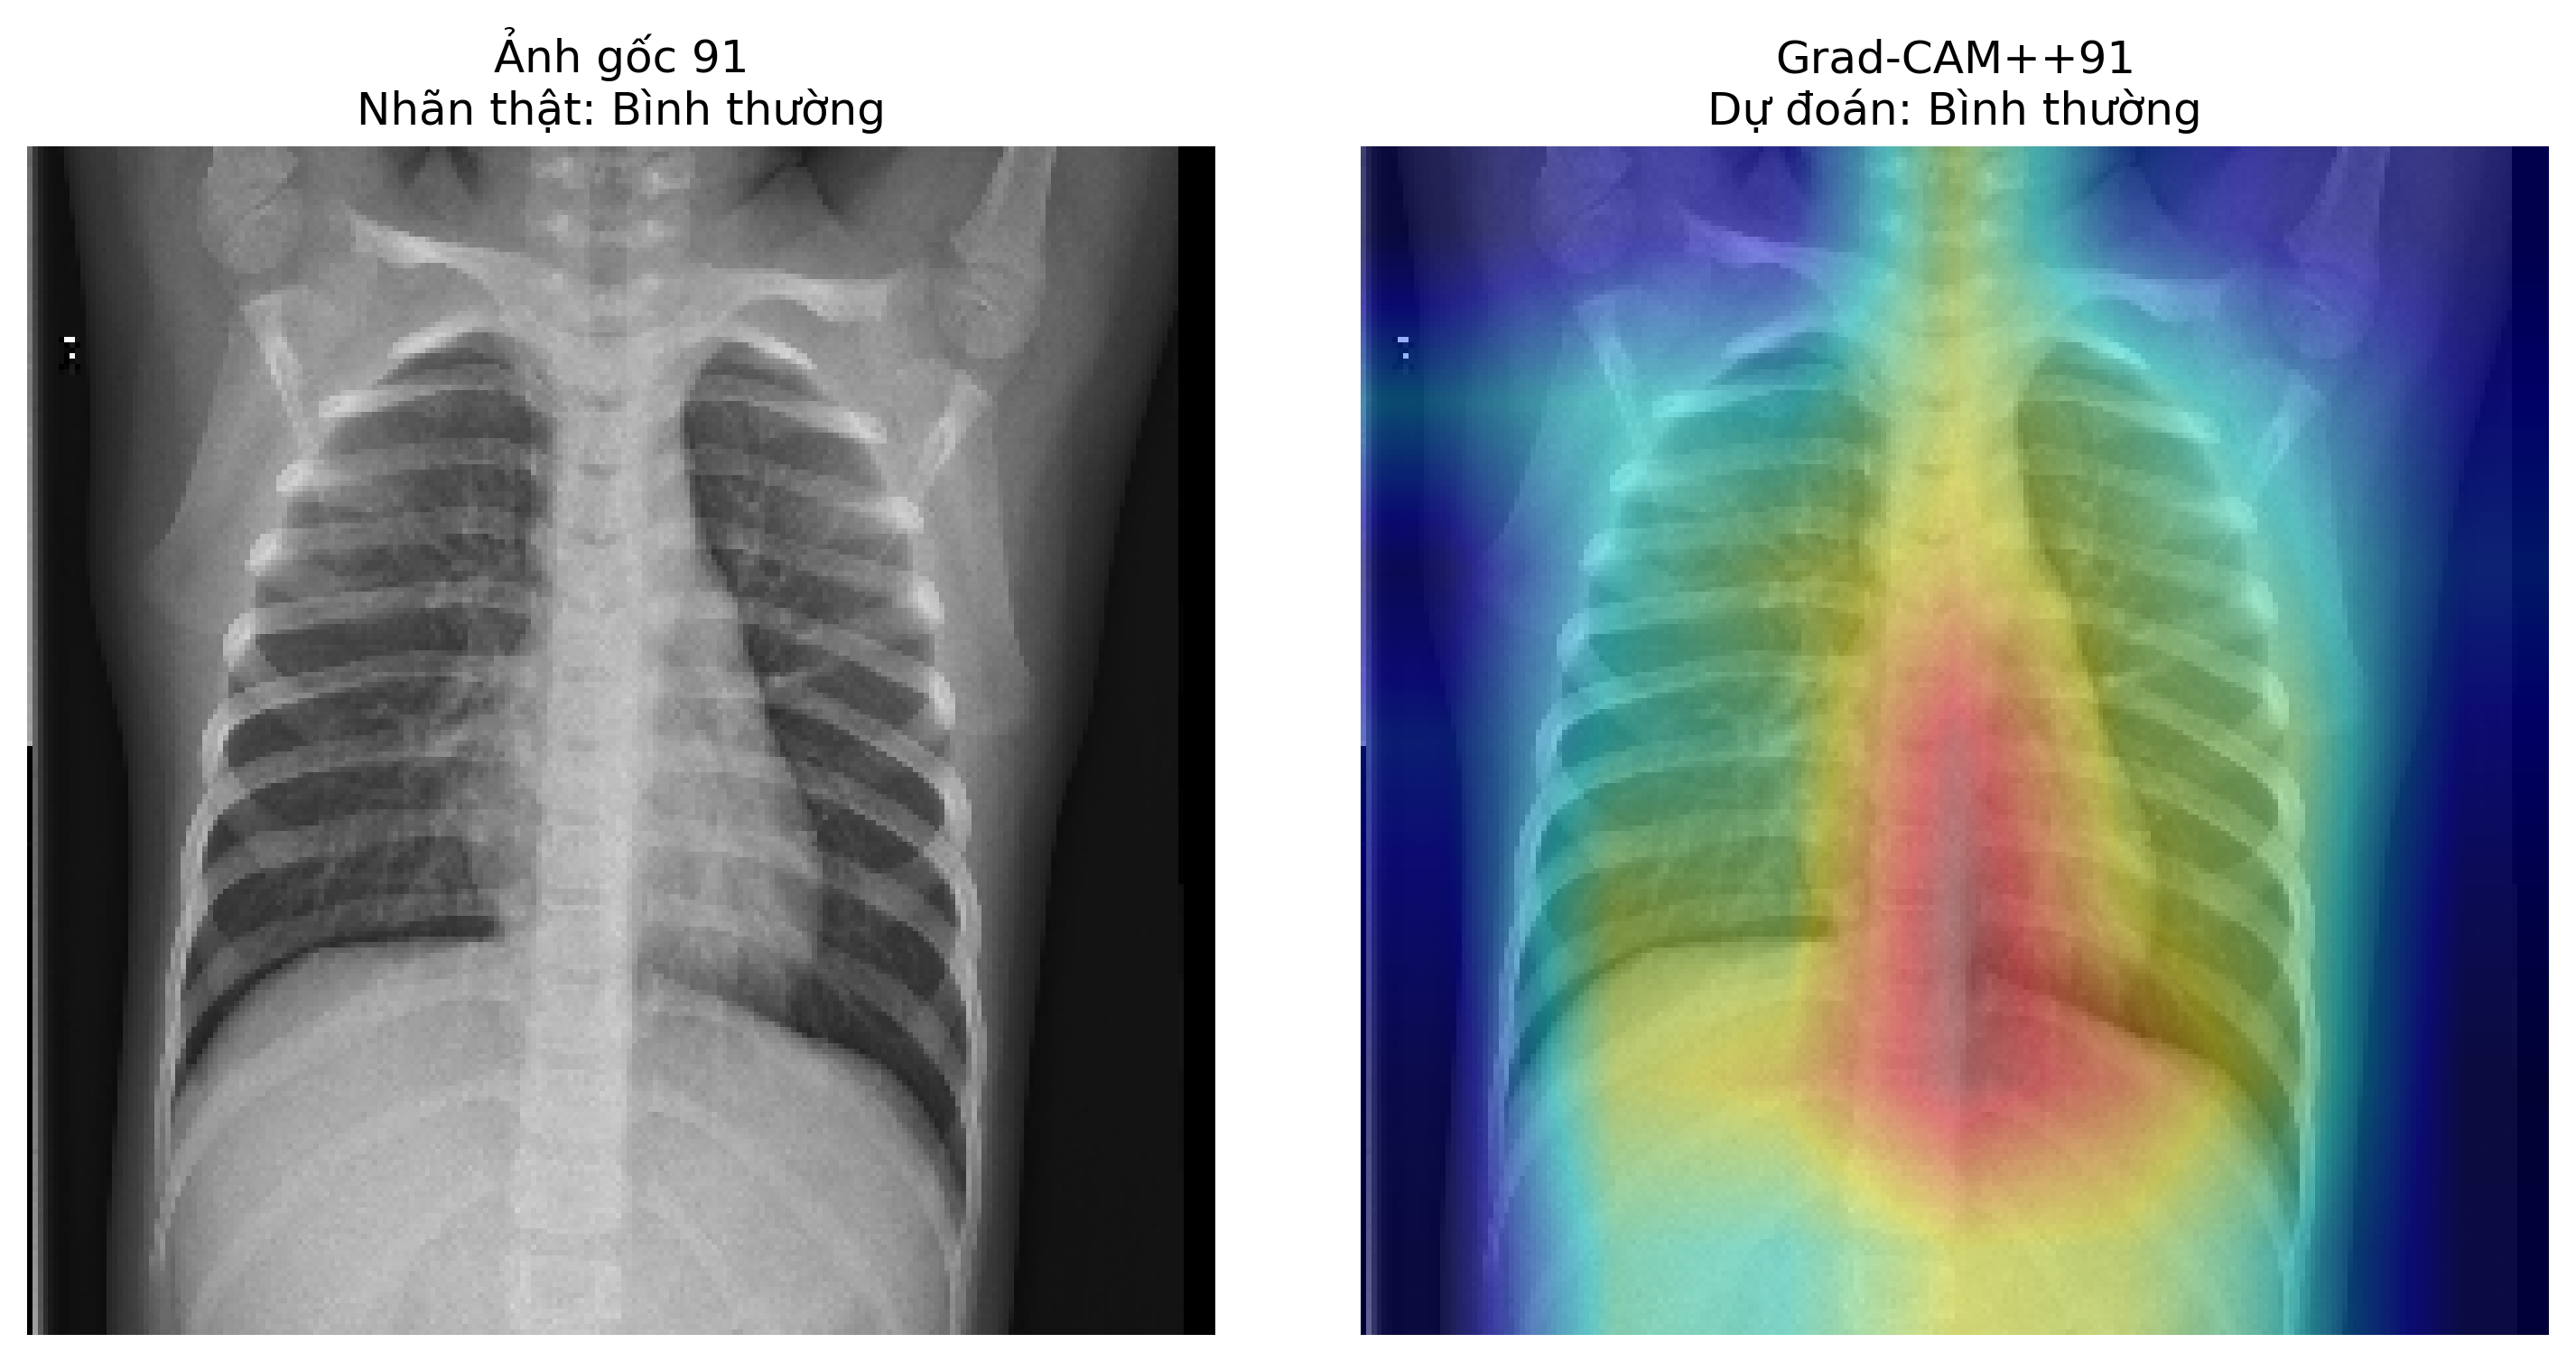 Ảnh gốc 91
Nhãn thật: Bình thường
Grad-CAM++91
Dự đoán: Bình thường